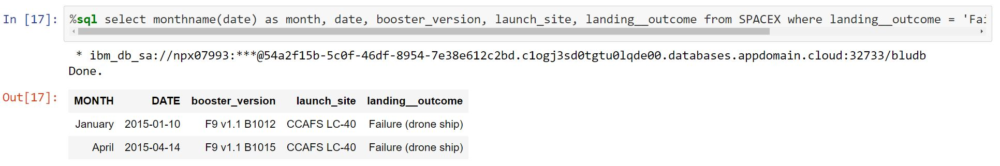 In [17]: %sql select monthname(date) as month, date, booster_version, launch_site, landing__outcome from SPACEX where landing__outcome = 'Fai
* ibm_db_sa://npx07993:***@54a2f15b-5c0f-46df-8954-7e38e612c2bd.c1ogj3sd0tgtu0lqde00.databases.appdomain.cloud:32733/bludb
Done.
Out[17]:
MONTH DATE booster_version launch_site landing__outcome
January 2015-01-10 F9 v1.1 B1012 CCAFS LC-40 Failure (drone ship)
April 2015-04-14 F9 v1.1 B1015 CCAFS LC-40 Failure (drone ship)